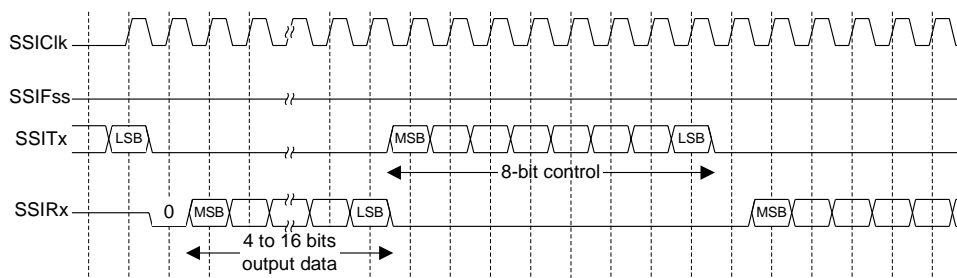 SSIClk
SSIFss
SSITx LSB MSB LSB
8-bit control
SSIRx 0 MSB LSB MSB
4 to 16 bits
output data